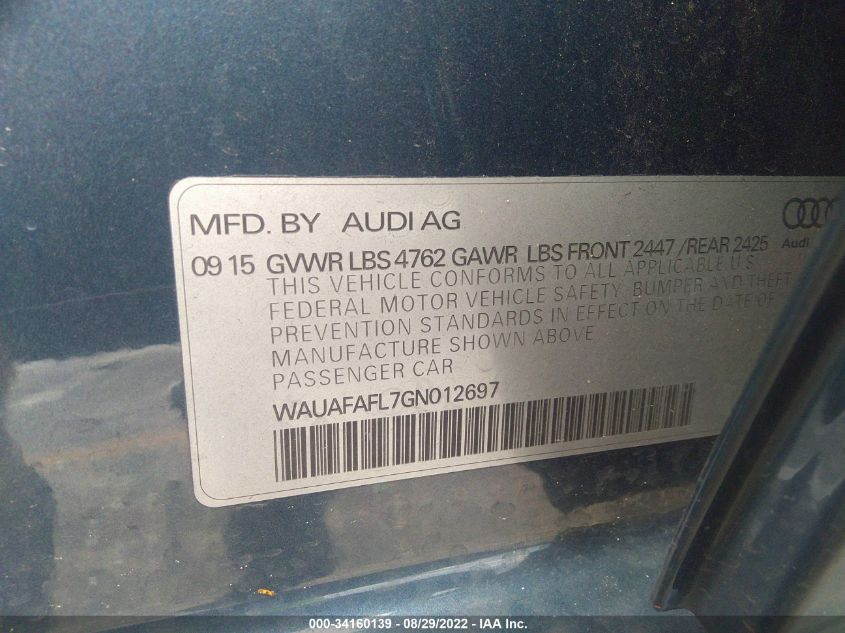 MFD. BY AUDI AG
09 15 GVWR LBS 4762 GAWR LBS FRONT 2447 /REAR 2425
Audi
THIS VEHICLE CONFORMS TO ALL APPLICABLE U.S.
FEDERAL MOTOR VEHICLE SAFETY, BUMPER AND THEFT
PREVENTION STANDARDS IN EFFECT ON THE DATE OF
MANUFACTURE SHOWN ABOVE
PASSENGER CAR
WAUAFAFL7GN012697
000-34160139 - 08/29/2022 - IAA Inc.